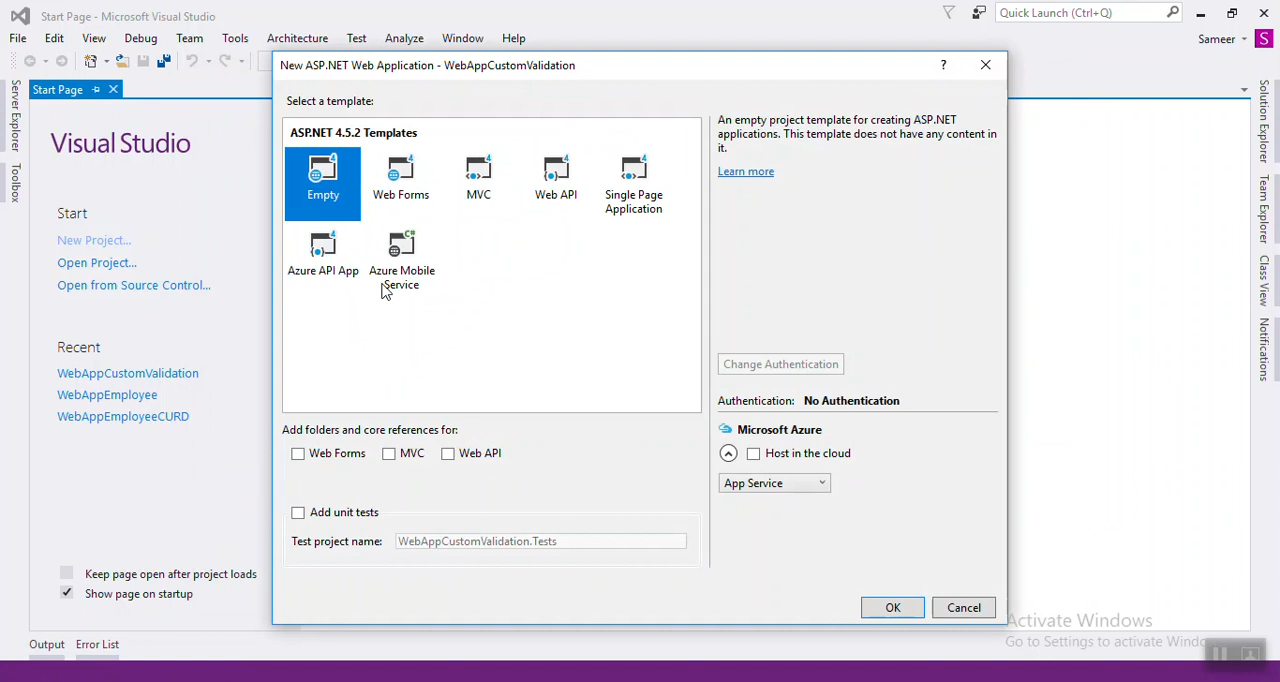 Start Page - Microsoft Visual Studio
Quick Launch (Ctrl+Q)
File Edit View Debug Team Tools Architecture Test Analyze Window Help
Sameer S
Server Explorer
Toolbox
Start Page
Visual Studio
Start
New Project...
Open Project...
Open from Source Control...
Recent
WebAppCustomValidation
WebAppEmployee
WebAppEmployeeCURD
Keep page open after project loads
Show page on startup
New ASP.NET Web Application - WebAppCustomValidation
?
Select a template:
ASP.NET 4.5.2 Templates
Empty
Web Forms
MVC
Web API
Single Page
Application
Azure API App
Azure Mobile
Service
An empty project template for creating ASP.NET
applications. This template does not have any content in
it.
Learn more
Change Authentication
Authentication: No Authentication
Microsoft Azure
Host in the cloud
App Service
Add folders and core references for:
Web Forms MVC Web API
Add unit tests
Test project name: WebAppCustomValidation.Tests
OK Cancel
Solution Explorer
Team Explorer
Class View
Notifications
Activate Windows
Go to Settings to activate
Output Error List